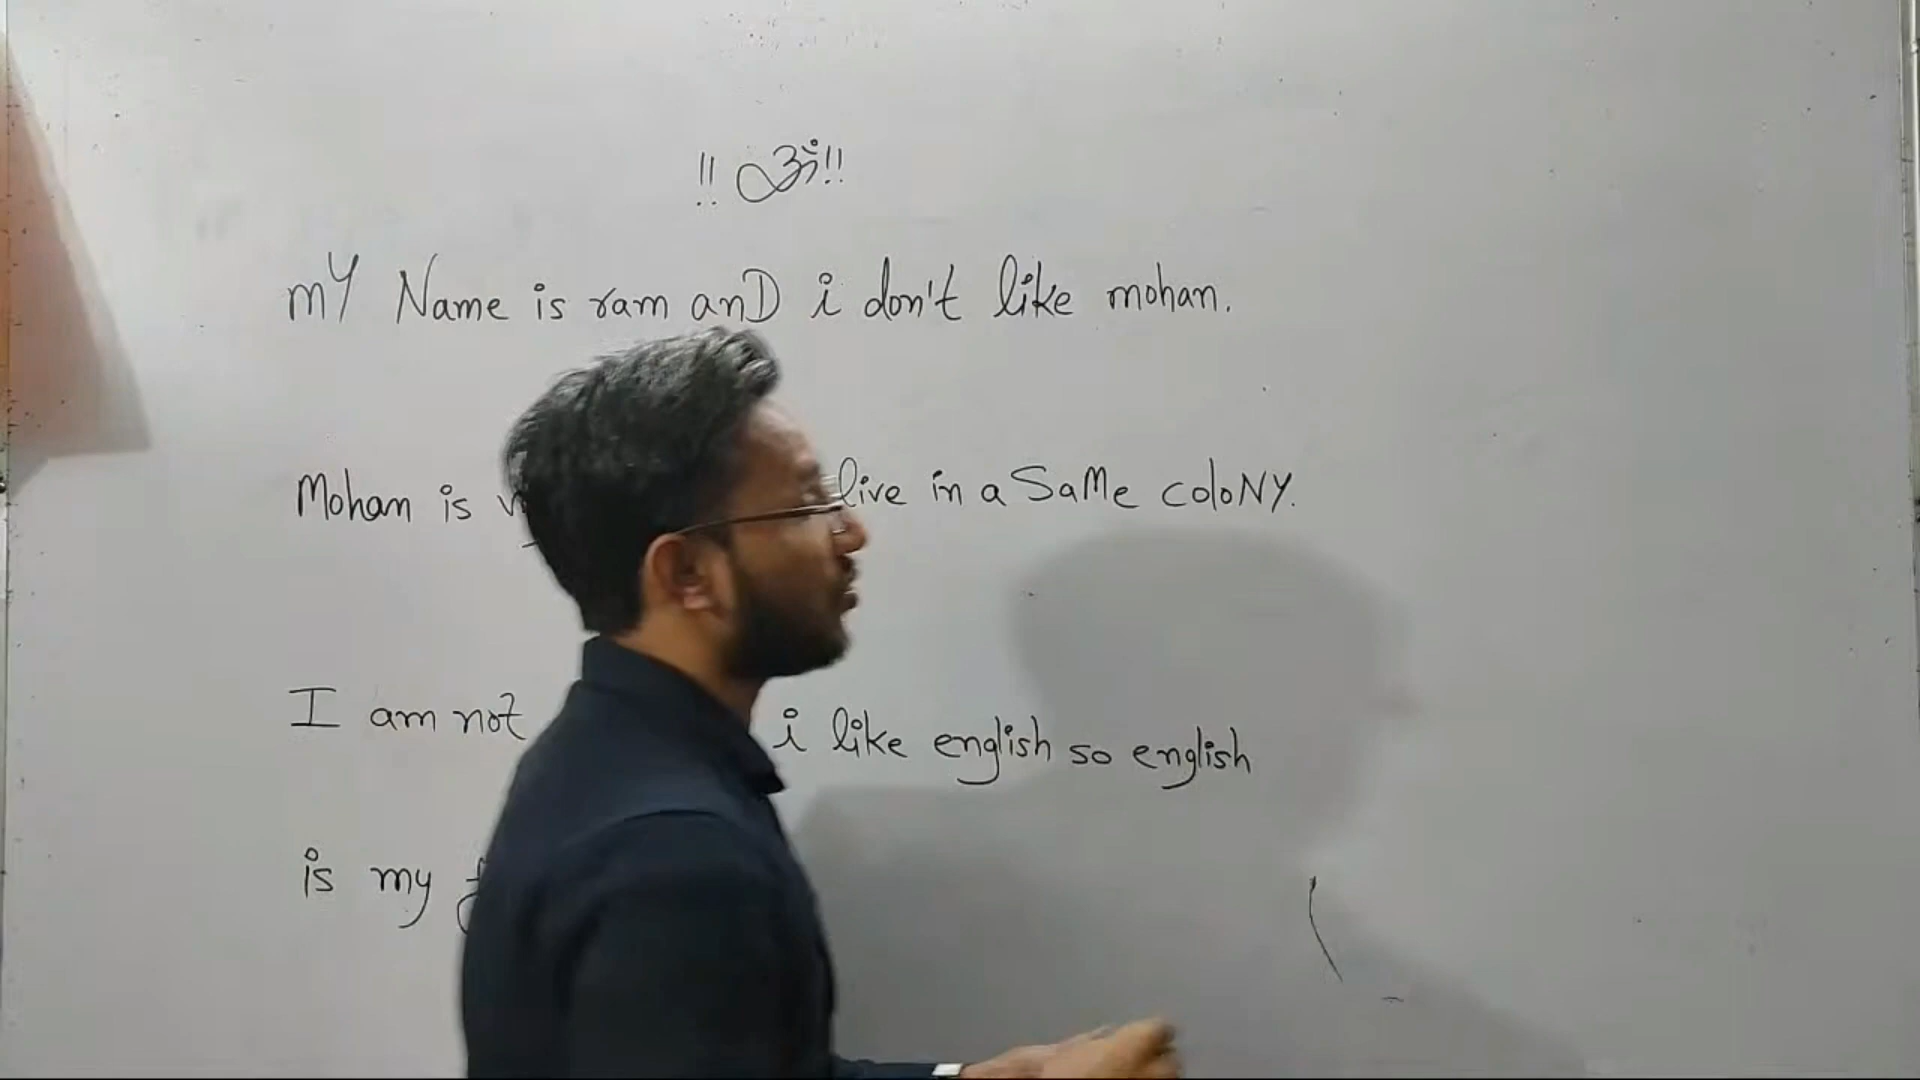 !! ॐ !!
mY Name is ram anD i don't like mohan.
Mohan is live in a SaMe coloNY.
I am not i like english so english
is my